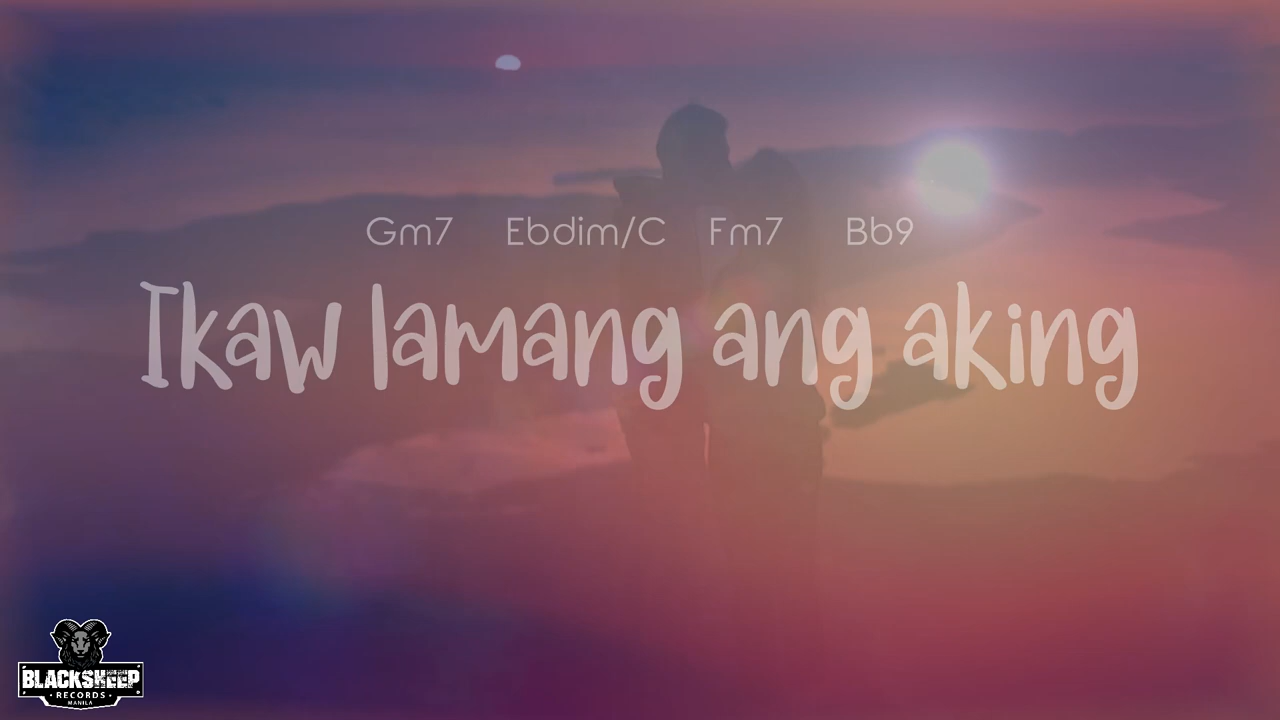 Gm7 Ebdim/C Fm7 Bb9
Ikaw lamang ang aking
BLACKSHEEP
RECORDS
MANILA